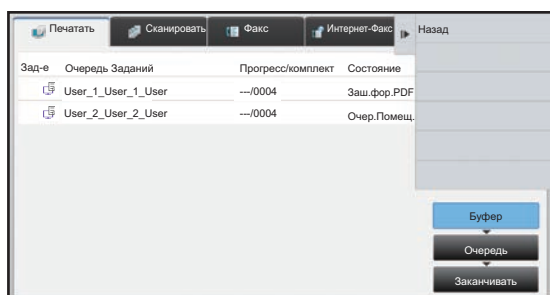 Печатать Сканировать Факс Интернет-Факс Назад
Зад-е Очередь Заданий Прогресс/комплект Состояние
User_1_User_1_User ---/0004 Заш.фор.PDF
User_2_User_2_User ---/0004 Очер.Помещ.
Буфер
Очередь
Заканчивать